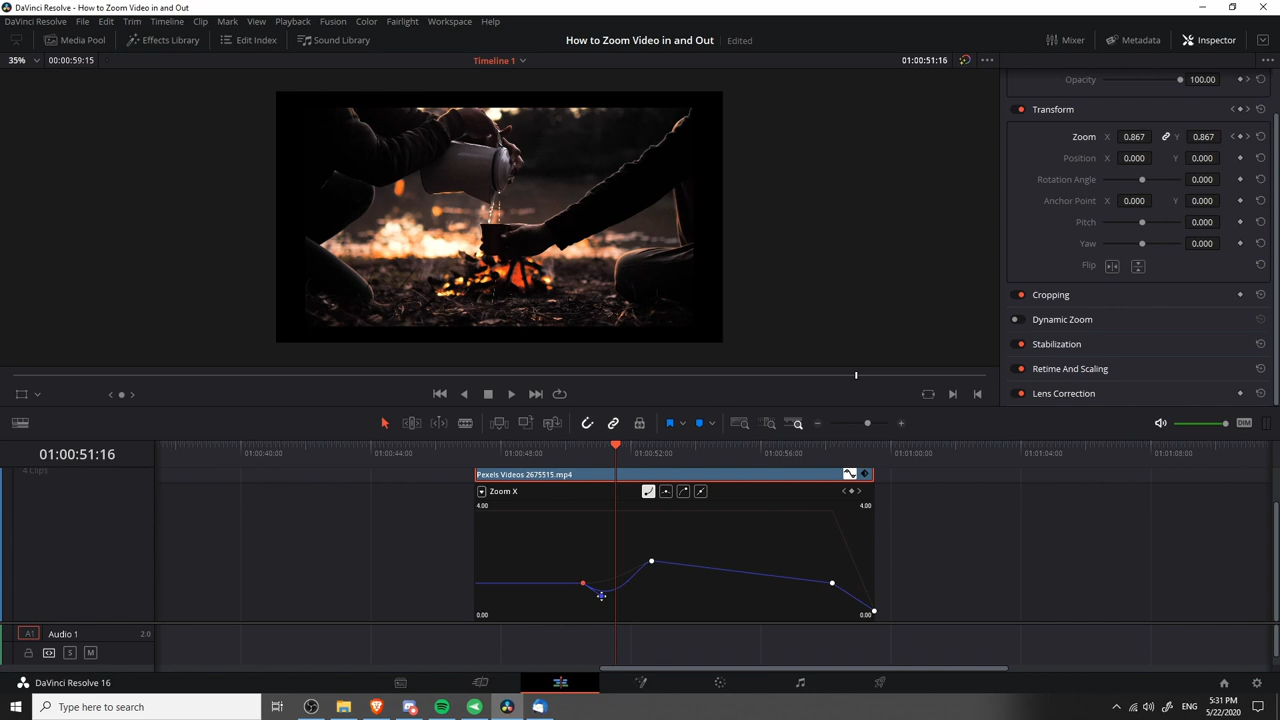 DaVinci Resolve - How to Zoom Video in and Out
DaVinci Resolve File Edit Trim Timeline Clip Mark View Playback Fusion Color Fairlight Workspace Help
Media Pool Effects Library Edit Index Sound Library How to Zoom Video in and Out Edited Mixer Metadata Inspector
35% 00:00:59:15 Timeline 1 01:00:51:16
Opacity 100.00
Transform
Zoom X 0.867 Y 0.867
Position X 0.000 Y 0.000
Rotation Angle 0.000
Anchor Point X 0.000 Y 0.000
Pitch 0.000
Yaw 0.000
Flip
Cropping
Dynamic Zoom
Stabilization
Retime And Scaling
Lens Correction
DIM
01:00:51:16 01:00:40:00 01:00:44:00 01:00:48:00 01:00:52:00 01:00:56:00 01:01:00:00 01:01:04:00 01:01:08:00
4 Clips
Pexels Videos 2675515.mp4
Zoom X
4.00 4.00
0.00 0.00
A1 Audio 1 2.0
S M
DaVinci Resolve 16
Type here to search
ENG
5:31 PM
5/22/2020